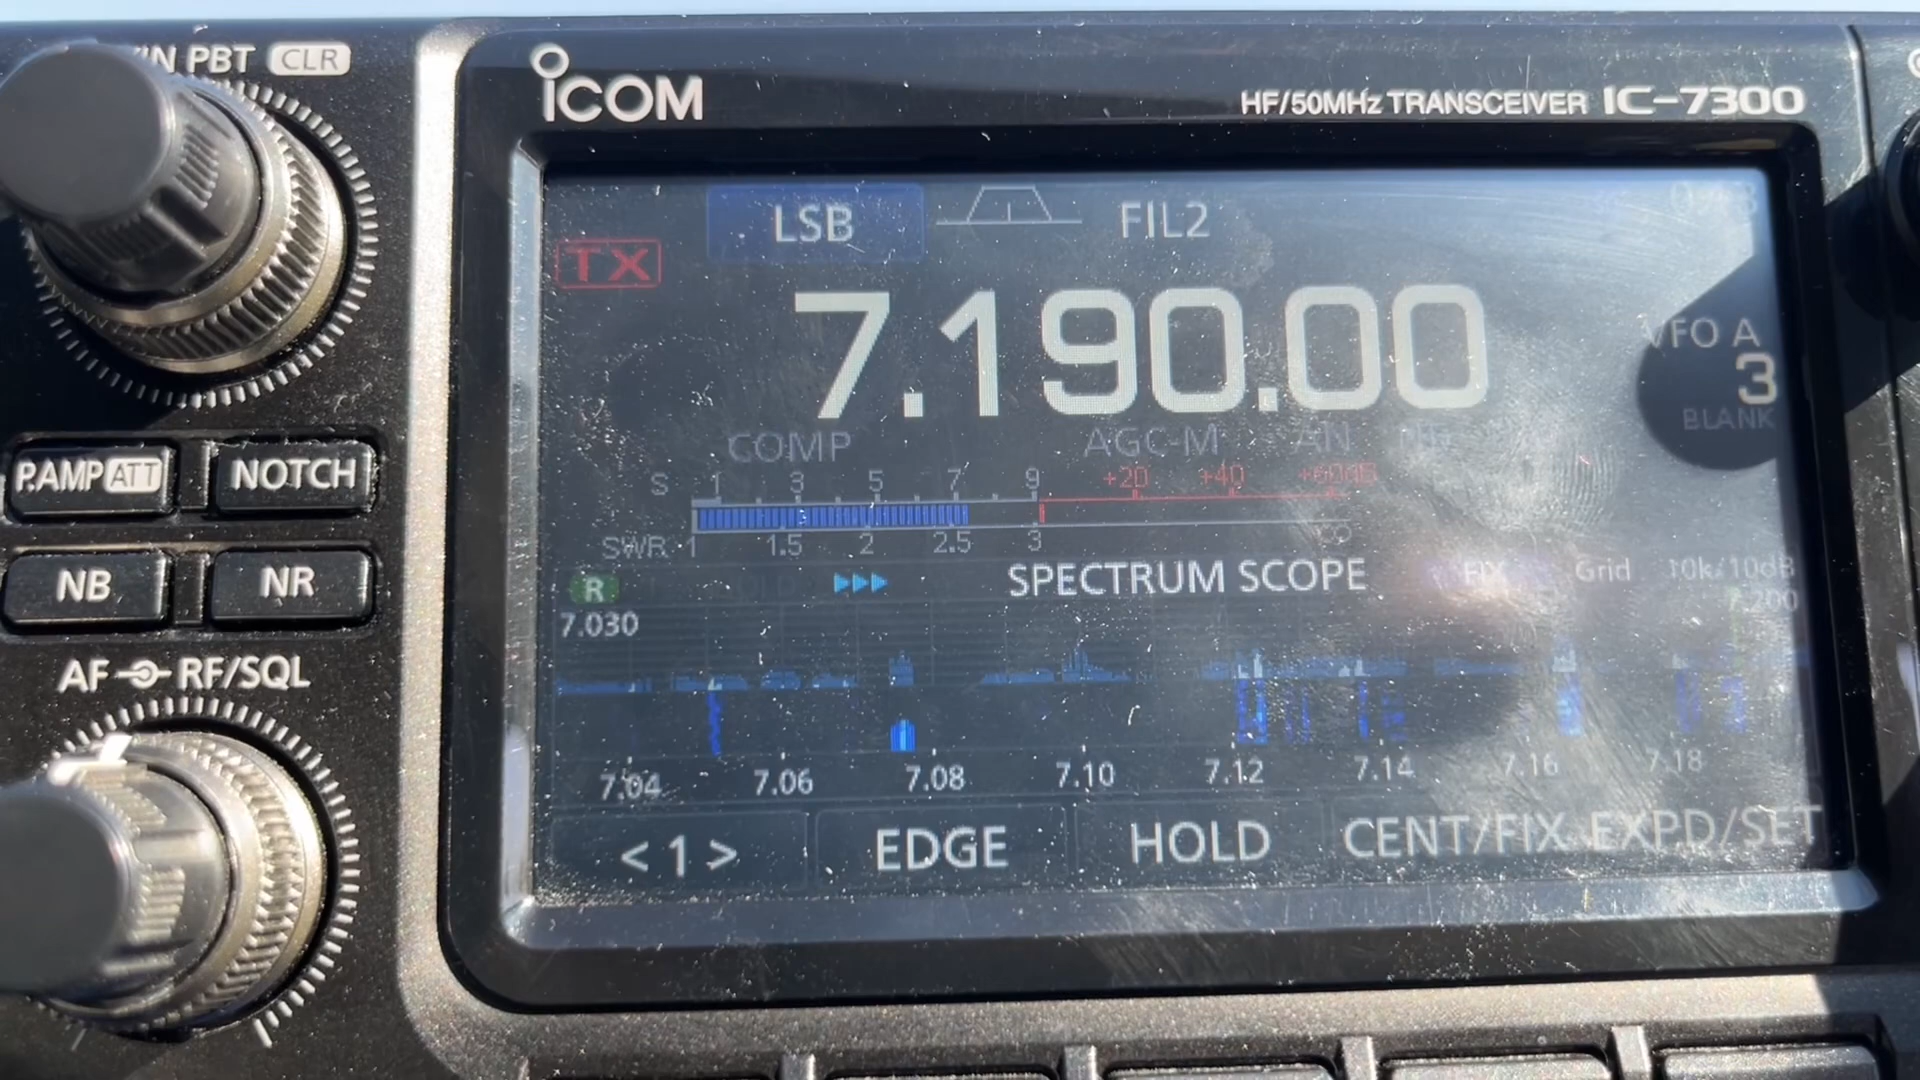 PBT CLR
ICOM
HF/50MHz TRANSCEIVER IC-7300
LSB
FIL2
TX
7.190.00
VFO A
3
BLANK
COMP
AGC-M
AN
P.AMP ATT
NOTCH
S 1 3 5 7 9 +20 +40 +60dB
SWR 1 1.5 2 2.5 3 ∞
NB
NR
R
SPECTRUM SCOPE
FIX
Grid
10k/10dB
7.030
7.200
AF RF/SQL
7.04 7.06 7.08 7.10 7.12 7.14 7.16 7.18
< 1 >
EDGE
HOLD
CENT/FIX
EXPD/SET